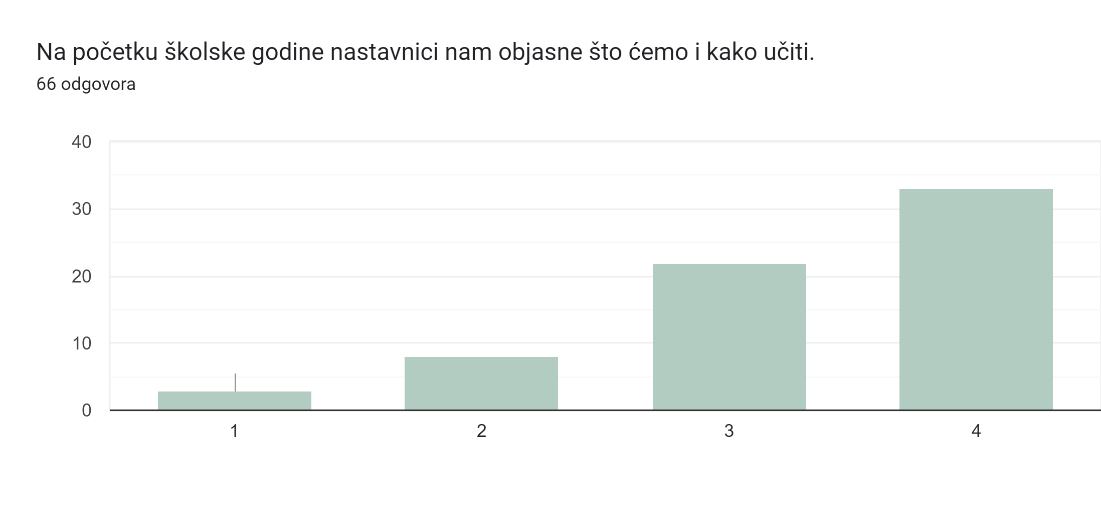 Na početku školske godine nastavnici nam objasne što ćemo i kako učiti.
66 odgovora
40
30
20
10
0
1 2 3 4